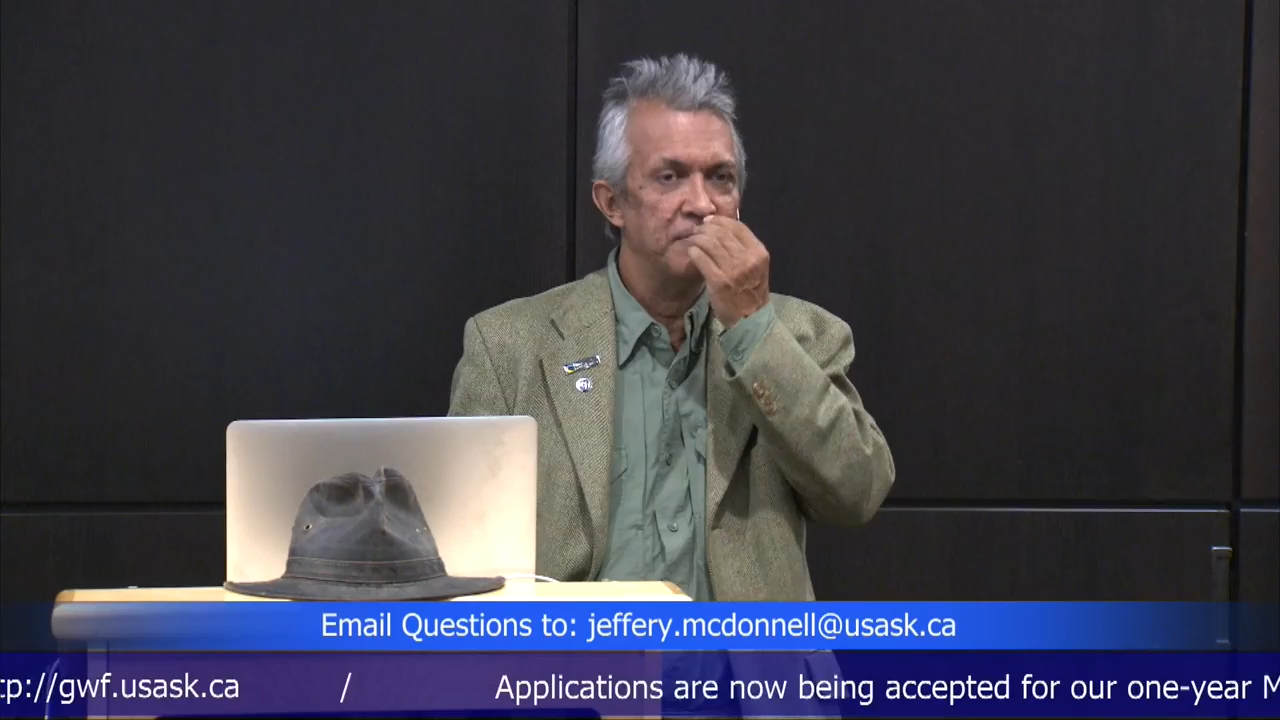 Email Questions to: jeffery.mcdonnell@usask.ca
tp://gwf.usask.ca / Applications are now being accepted for our one-year M